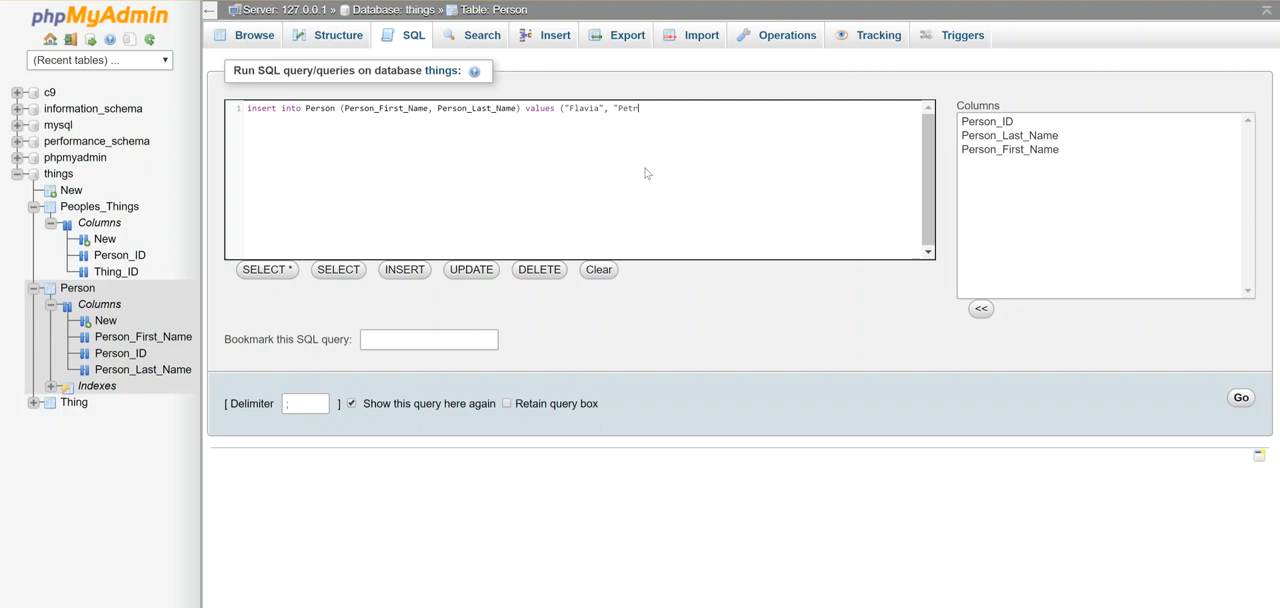 phpMyAdmin
(Recent tables) ...
c9
information_schema
mysql
performance_schema
phpmyadmin
things
New
Peoples_Things
Columns
New
Person_ID
Thing_ID
Person
Columns
New
Person_First_Name
Person_ID
Person_Last_Name
Indexes
Thing
Server: 127.0.0.1 » Database: things » Table: Person
Browse Structure SQL Search Insert Export Import Operations Tracking Triggers
Run SQL query/queries on database things:
1 insert into Person (Person_First_Name, Person_Last_Name) values ("Flavia", "Petr
Columns
Person_ID
Person_Last_Name
Person_First_Name
<<
SELECT * SELECT INSERT UPDATE DELETE Clear
Bookmark this SQL query:
[ Delimiter ; ] Show this query here again Retain query box
Go